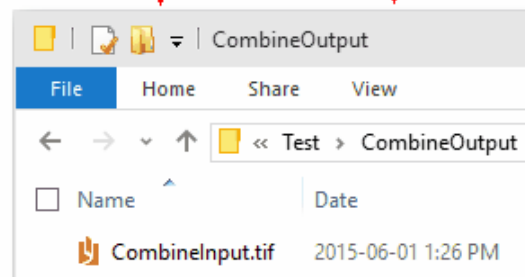 CombineOutput
File Home Share View
« Test > CombineOutput
Name Date
CombineInput.tif 2015-06-01 1:26 PM